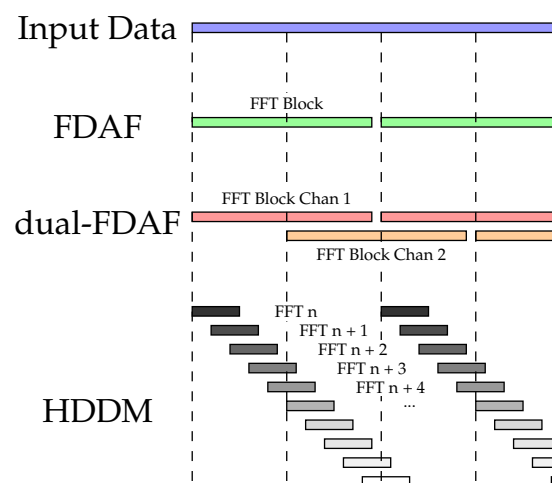 Input Data
FFT Block
FDAF
FFT Block Chan 1
dual-FDAF
FFT Block Chan 2
FFT n
FFT n + 1
FFT n + 2
FFT n + 3
FFT n + 4
...
HDDM